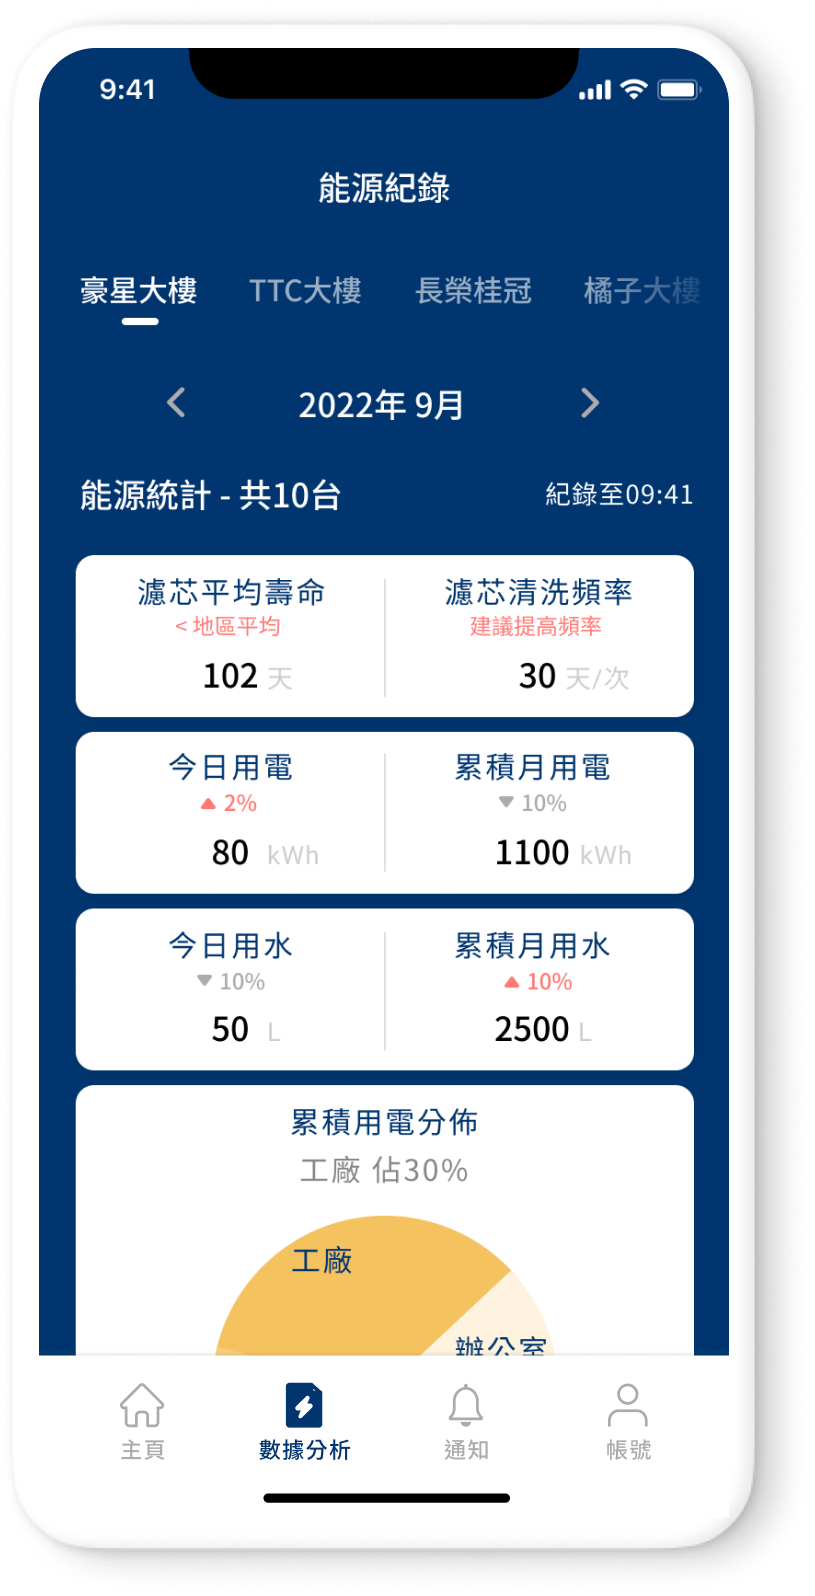 9:41
能源紀錄
豪星大樓 TTC大樓 長榮桂冠 橘子大樓
2022年 9月
能源統計 - 共10台 紀錄至09:41
濾芯平均壽命 濾芯清洗頻率
< 地區平均 建議提高頻率
102 天 30 天/次
今日用電 累積月用電
2% 10%
80 kWh 1100 kWh
今日用水 累積月用水
10% 10%
50 L 2500 L
累積用電分佈
工廠 佔30%
工廠
辦公室
主頁 數據分析 通知 帳號